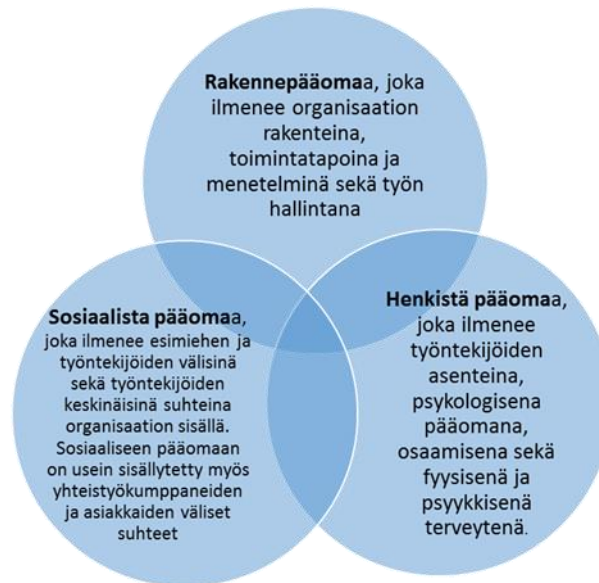 Rakennepääomaa, joka
ilmenee organisaation
rakenteina,
toimintatapoina ja
menetelminä sekä työn
hallintana
Sosiaalista pääomaa,
joka ilmenee esimiehen ja
työntekijöiden välisinä
sekä työntekijöiden
keskinäisinä suhteina
organisaation sisällä.
Sosiaaliseen pääomaan
on usein sisällytetty myös
yhteistyökumppaneiden
ja asiakkaiden väliset
suhteet
Henkistä pääomaa,
joka ilmenee
työntekijöiden
asenteina,
psykologisena
pääomana,
osaamisena sekä
fyysisenä ja
psyykkisenä
terveytenä.